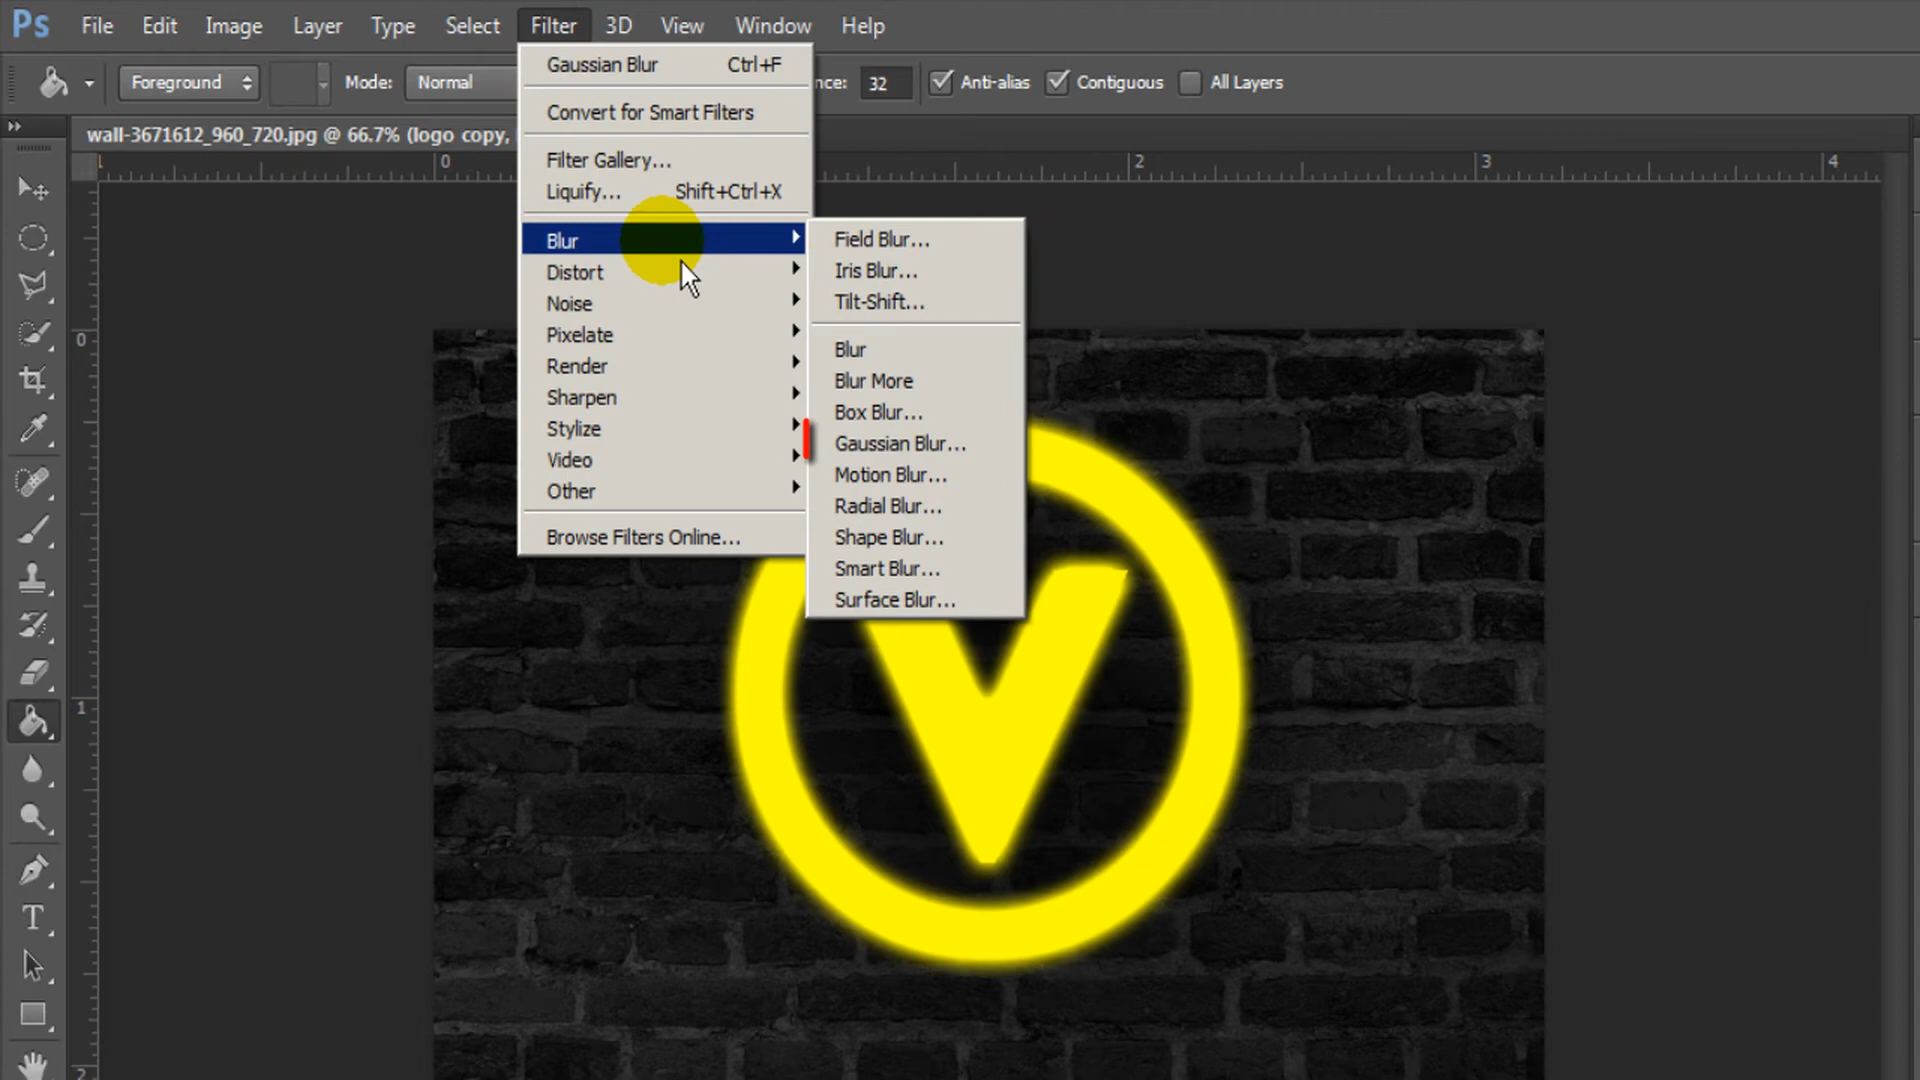 Ps File Edit Image Layer Type Select Filter 3D View Window Help
Foreground Mode: Normal nce: 32 Anti-alias Contiguous All Layers
wall-3671612_960_720.jpg @ 66.7% (logo copy,
0 2 3 4
0
1
2
Gaussian Blur Ctrl+F
Convert for Smart Filters
Filter Gallery...
Liquify... Shift+Ctrl+X
Blur
Distort
Noise
Pixelate
Render
Sharpen
Stylize
Video
Other
Browse Filters Online...
Field Blur...
Iris Blur...
Tilt-Shift...
Blur
Blur More
Box Blur...
Gaussian Blur...
Motion Blur...
Radial Blur...
Shape Blur...
Smart Blur...
Surface Blur...
T
V